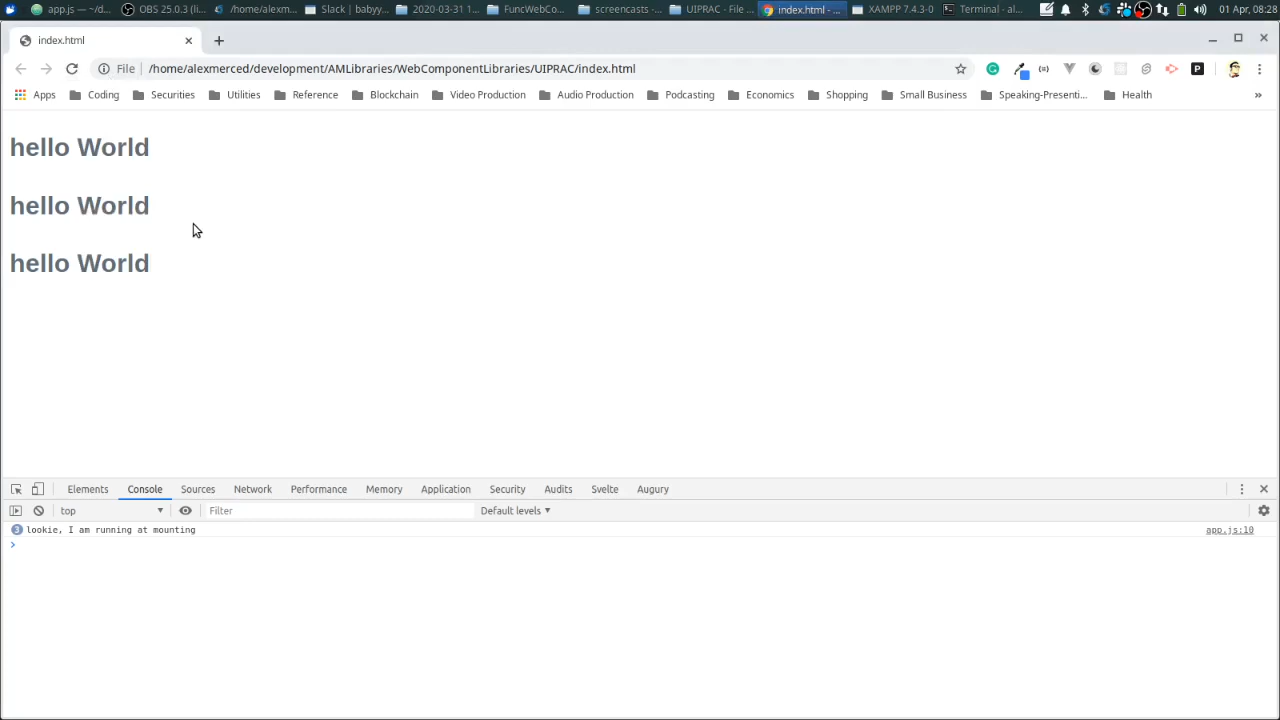 app.js — ~/d...
OBS 25.0.3 (li...
/home/alexm...
Slack | babyy...
2020-03-31 1...
FuncWebCo...
screencasts -...
UIPRAC - File ...
index.html - ...
XAMPP 7.4.3-0
Terminal - al...
01 Apr, 08:28
index.html
File
/home/alexmerced/development/AMLibraries/WebComponentLibraries/UIPRAC/index.html
Apps Coding Securities Utilities Reference Blockchain Video Production Audio Production Podcasting Economics Shopping Small Business Speaking-Presenti... Health »
hello World
hello World
hello World
Elements Console Sources Network Performance Memory Application Security Audits Svelte Augury
top Filter Default levels
3 lookie, I am running at mounting app.js:10